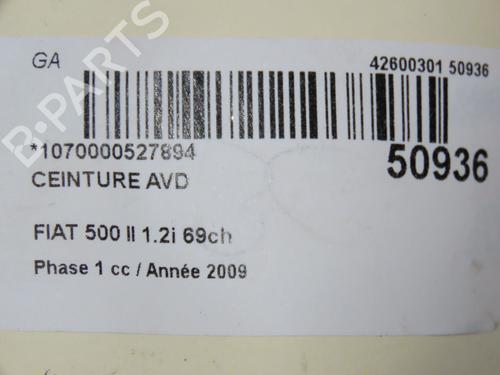 GA
42600301 50936
*1070000527894
50936
CEINTURE AVD
FIAT 500 II 1.2i 69ch
Phase 1 cc / Année 2009
B-PARTS